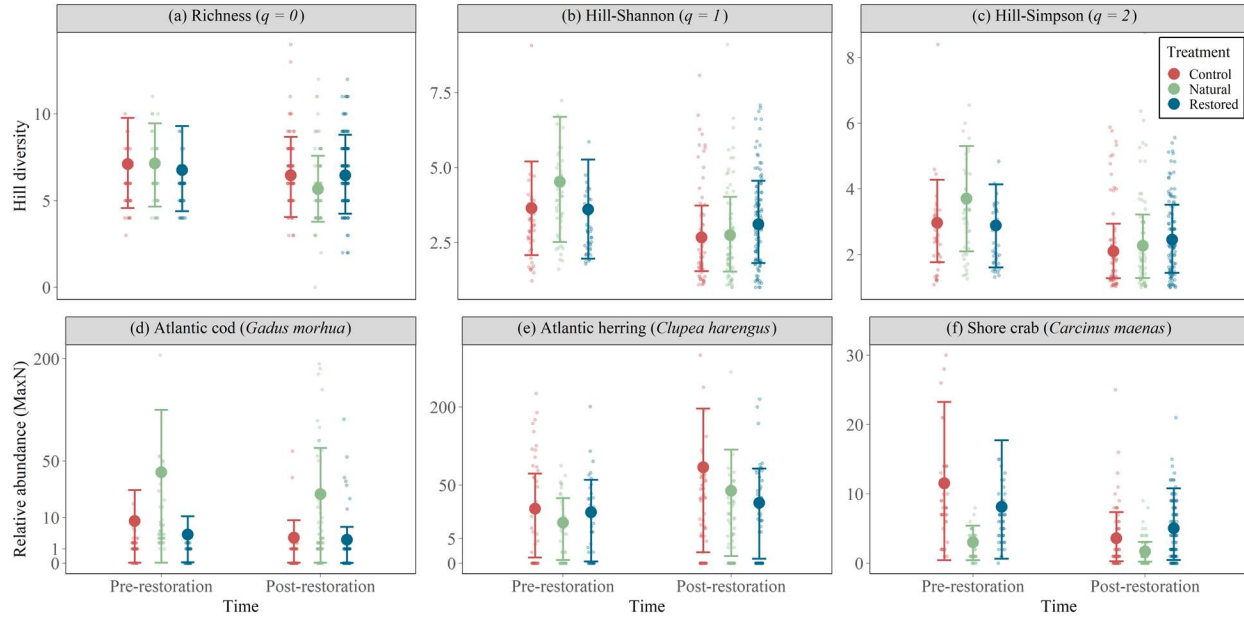 (a) Richness (q = 0)
(b) Hill-Shannon (q = 1)
(c) Hill-Simpson (q = 2)
Hill diversity
10
5
0
7.5
5.0
2.5
8
6
4
2
Treatment
Control
Natural
Restored
(d) Atlantic cod (Gadus morhua)
(e) Atlantic herring (Clupea harengus)
(f) Shore crab (Carcinus maenas)
Relative abundance (MaxN)
200
50
10
1
0
200
50
5
0
30
20
10
0
Pre-restoration
Post-restoration
Pre-restoration
Post-restoration
Pre-restoration
Post-restoration
Time
Time
Time